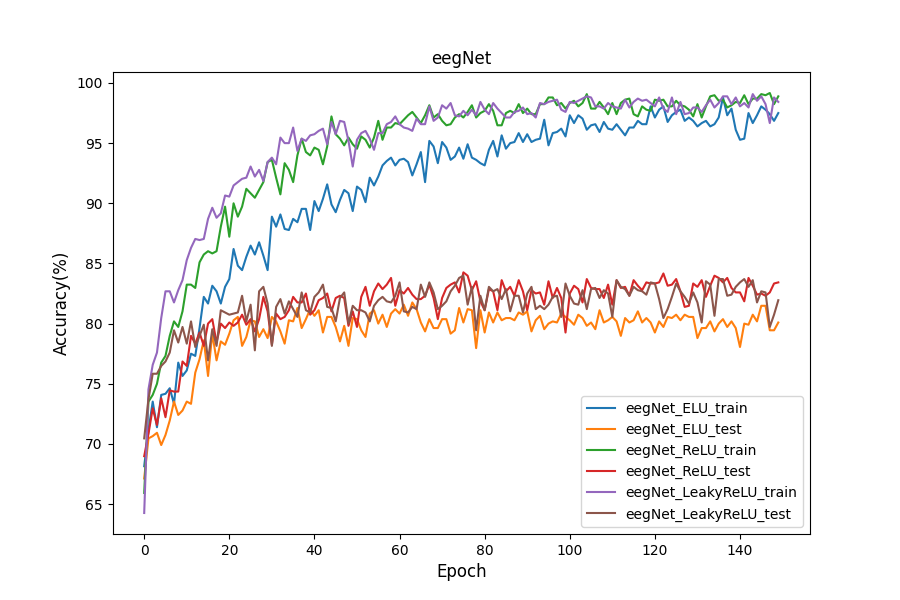 eegNet
Accuracy(%)
100
95
90
85
80
75
70
65
0 20 40 60 80 100 120 140
Epoch
eegNet_ELU_train
eegNet_ELU_test
eegNet_ReLU_train
eegNet_ReLU_test
eegNet_LeakyReLU_train
eegNet_LeakyReLU_test